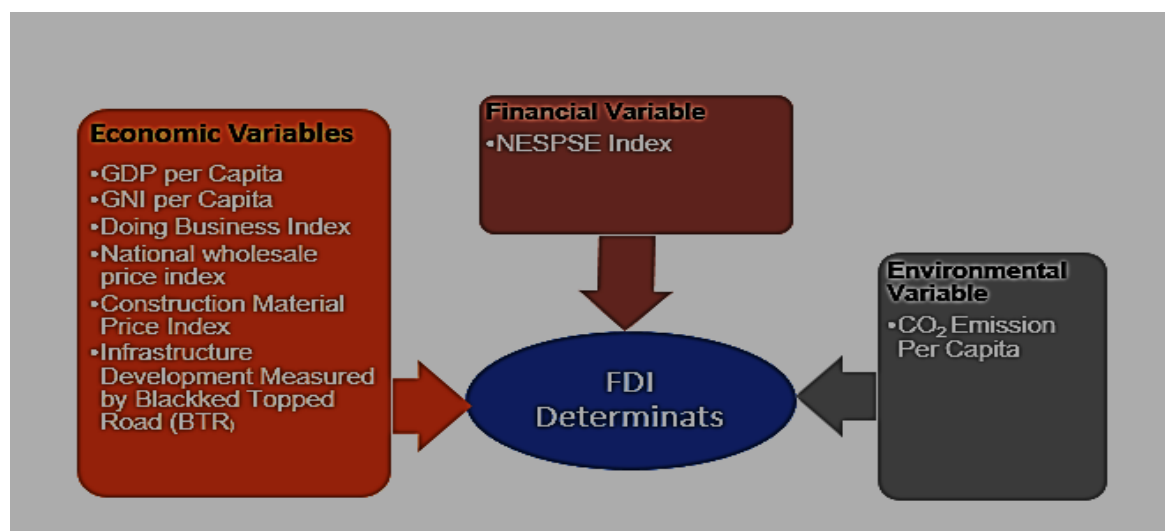 Economic Variables
•GDP per Capita
•GNI per Capita
•Doing Business Index
•National wholesale
price index
•Construction Material
Price Index
•Infrastructure
Development Measured
by Blackked Topped
Road (BTR)
Financial Variable
•NESPSE Index
Environmental
Variable
•CO₂ Emission
Per Capita
FDI
Determinats